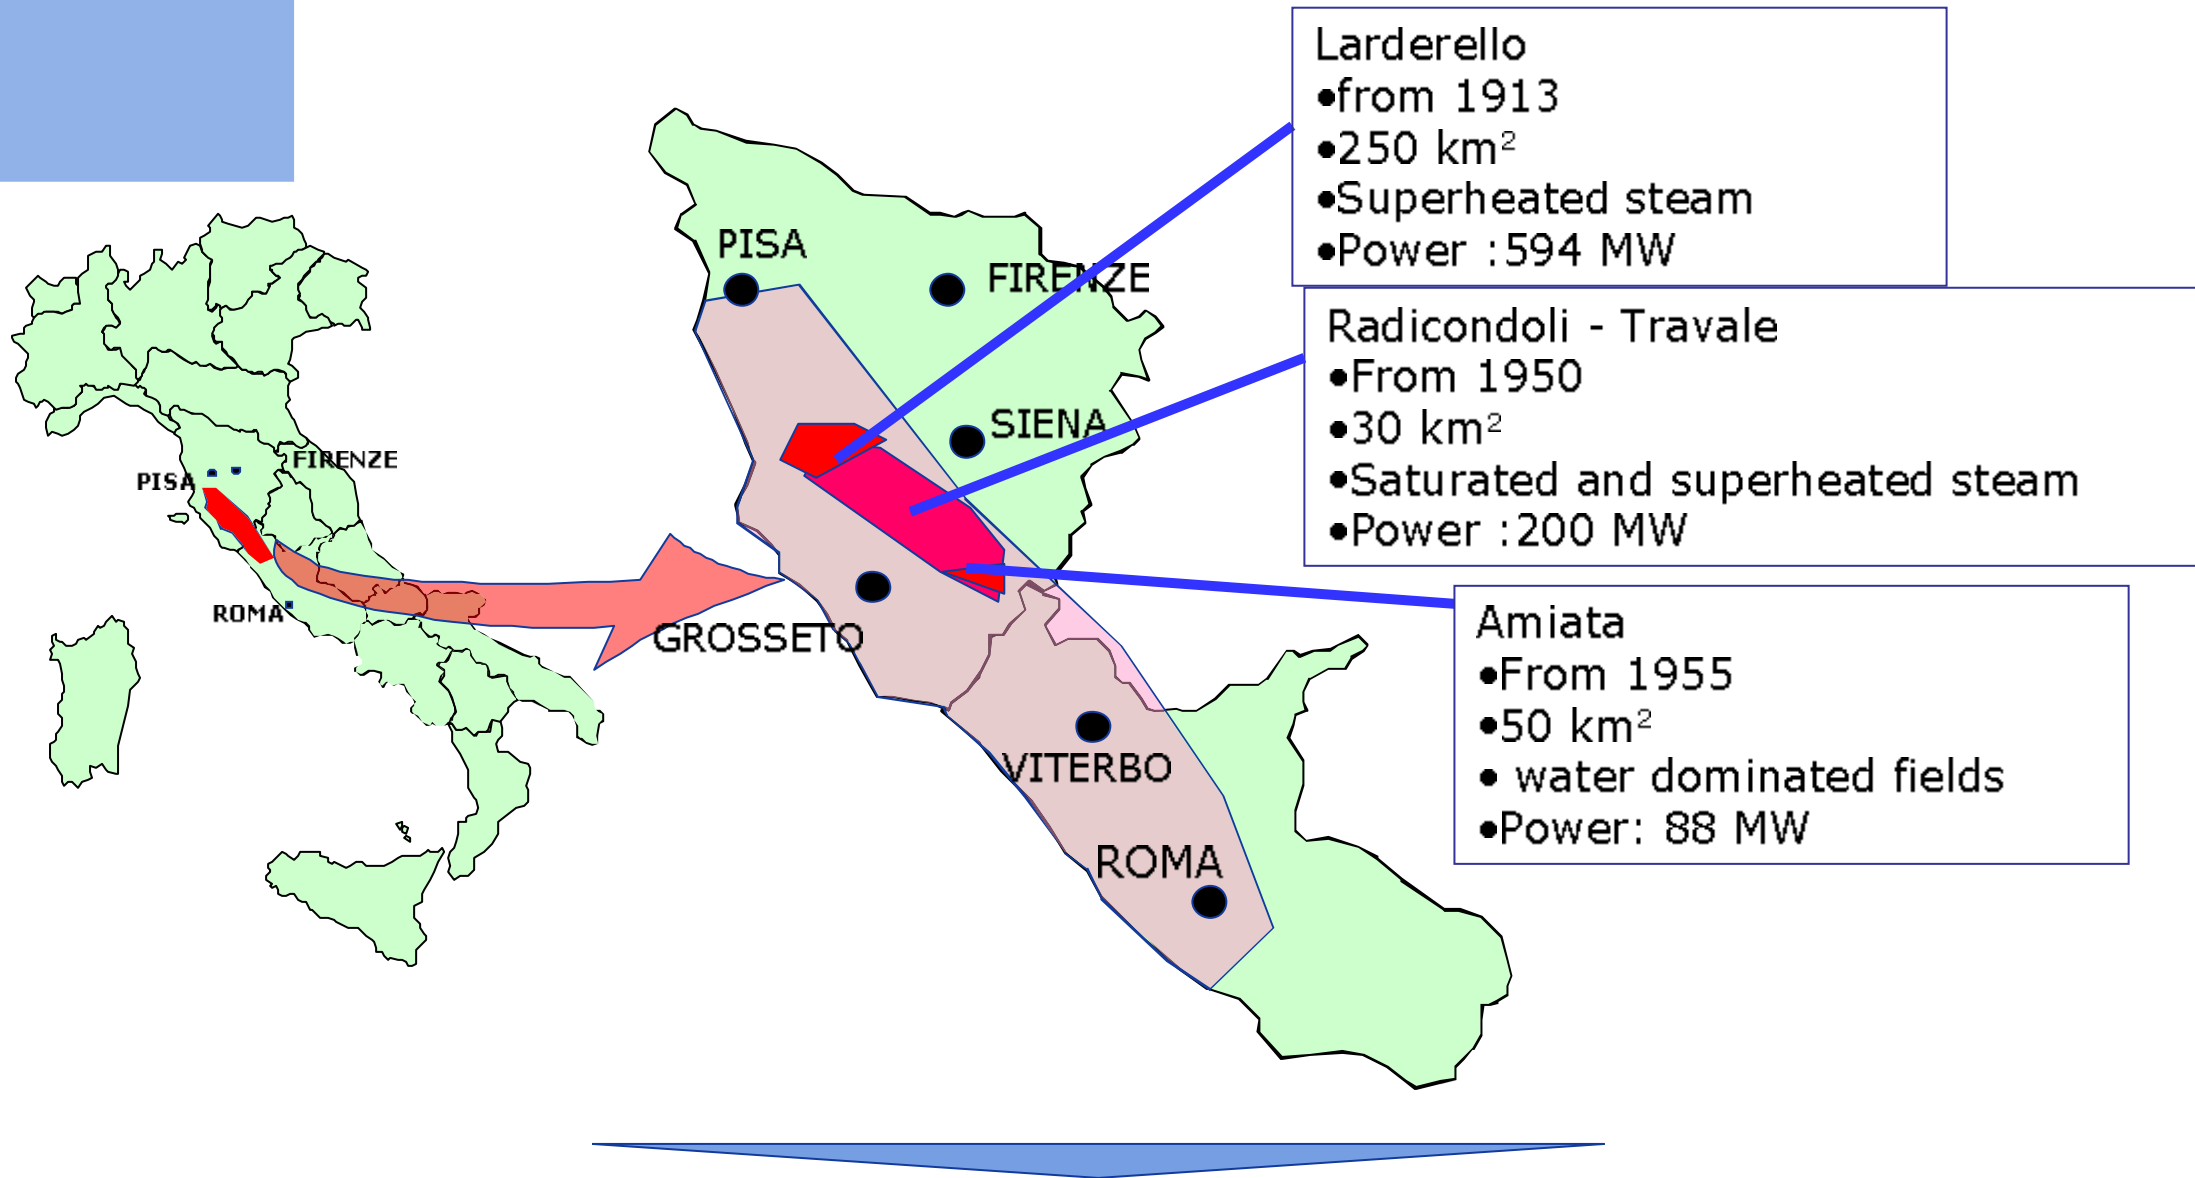 Larderello
•from 1913
•250 km²
•Superheated steam
•Power :594 MW
Radicondoli - Travale
•From 1950
•30 km²
•Saturated and superheated steam
•Power :200 MW
Amiata
•From 1955
•50 km²
• water dominated fields
•Power: 88 MW
PISA
FIRENZE
SIENA
GROSSETO
VITERBO
ROMA
FIRENZE
PISA
ROMA